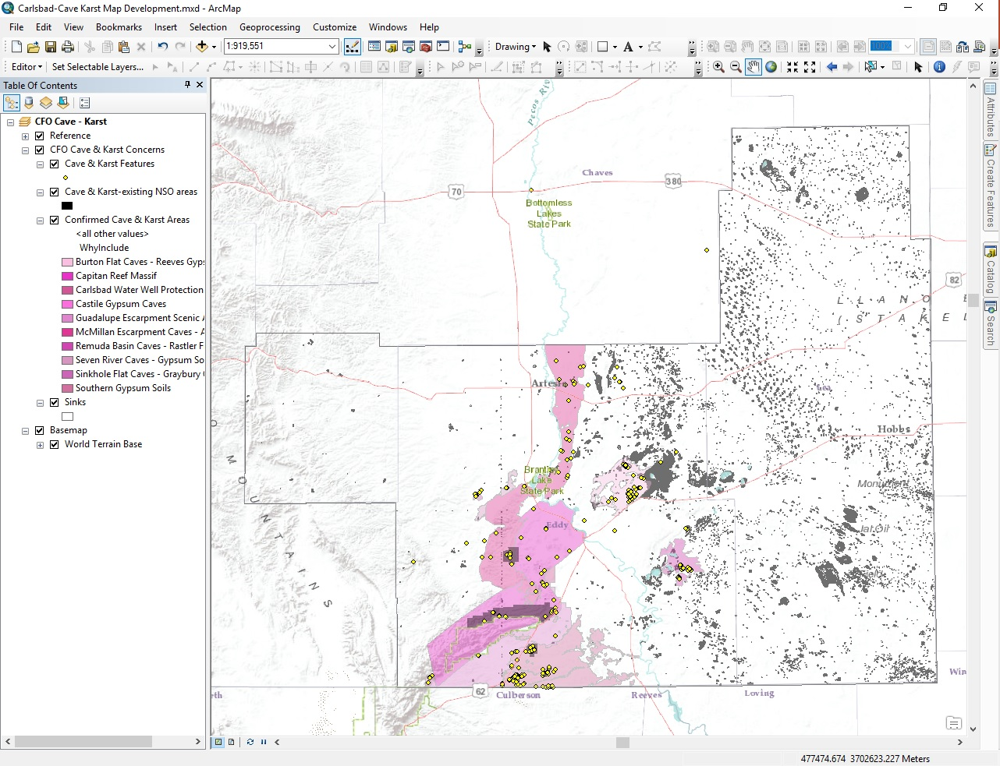 Carlsbad-Cave Karst Map Development.mxd - ArcMap
File Edit View Bookmarks Insert Selection Geoprocessing Customize Windows Help
1:919,551 Drawing A 100%
Editor Set Selectable Layers...
Table Of Contents
CFO Cave - Karst
Reference
CFO Cave & Karst Concerns
Cave & Karst Features
Cave & Karst-existing NSO areas
Confirmed Cave & Karst Areas
<all other values>
WhyInclude
Burton Flat Caves - Reeves Gyps
Capitan Reef Massif
Carlsbad Water Well Protection
Castile Gypsum Caves
Guadalupe Escarpment Scenic A
McMillan Escarpment Caves - A
Remuda Basin Caves - Rastler F
Seven River Caves - Gypsum So
Sinkhole Flat Caves - Graybury
Southern Gypsum Soils
Sinks
Basemap
World Terrain Base
Pecos Riv
Chaves
380
70
Bottomless
Lakes
State Park
82
L L A N O E
( S T A K E D
Artesia
Lea
Hobbs
O
M O U N T A I N S
Brantley
Lake
State Park
Monument
Eddy
Jal Oil
Field
62
Culberson
Reeves
Loving
Win
eth
Attributes
Create Features
Catalog
Search
477474.674 3702623.227 Meters